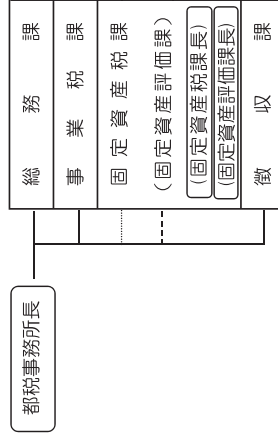 都税事務所長
総務課
事業税課
固定資産税課
（固定資産評価課）
（固定資産税課長）
（固定資産評価課長）
徴収課